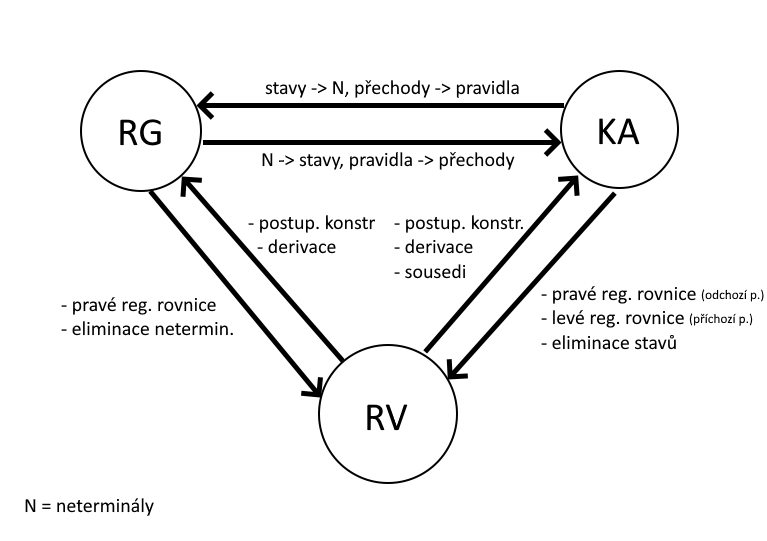 stavy -> N, přechody -> pravidla
RG
KA
N -> stavy, pravidla -> přechody
- postup. konstr
- derivace
- postup. konstr.
- derivace
- sousedi
- pravé reg. rovnice
- eliminace netermin.
- pravé reg. rovnice (odchozí p.)
- levé reg. rovnice (příchozí p.)
- eliminace stavů
RV
N = neterminály